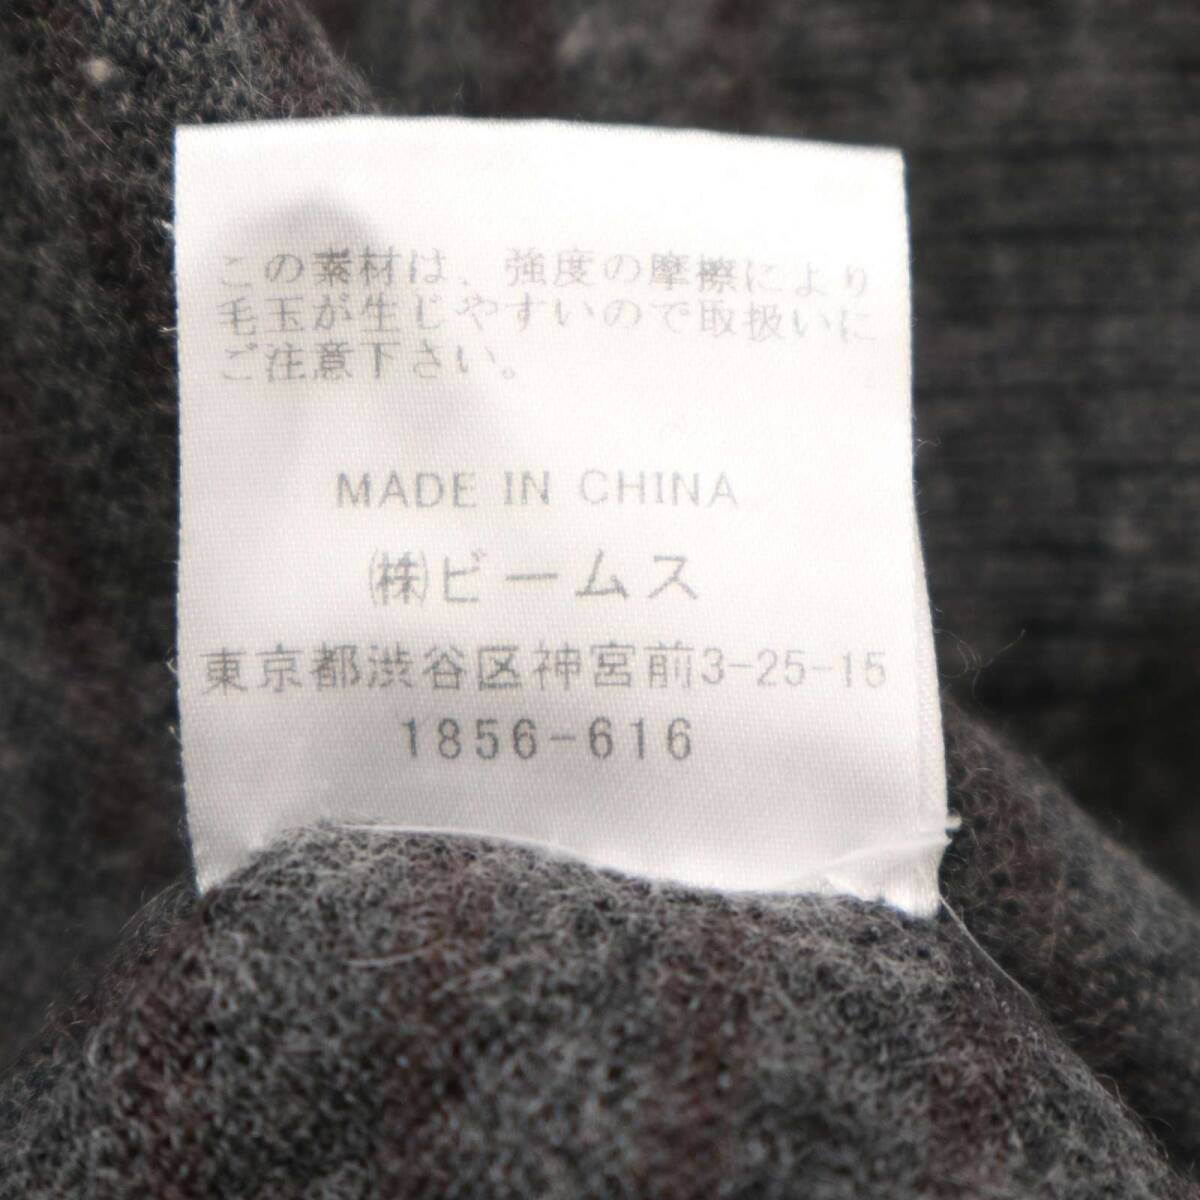 この素材は、強度の摩擦により
毛玉が生じやすいので取扱いに
ご注意下さい。
MADE IN CHINA
㈱ビームス
東京都渋谷区神宮前3-25-15
1856-616